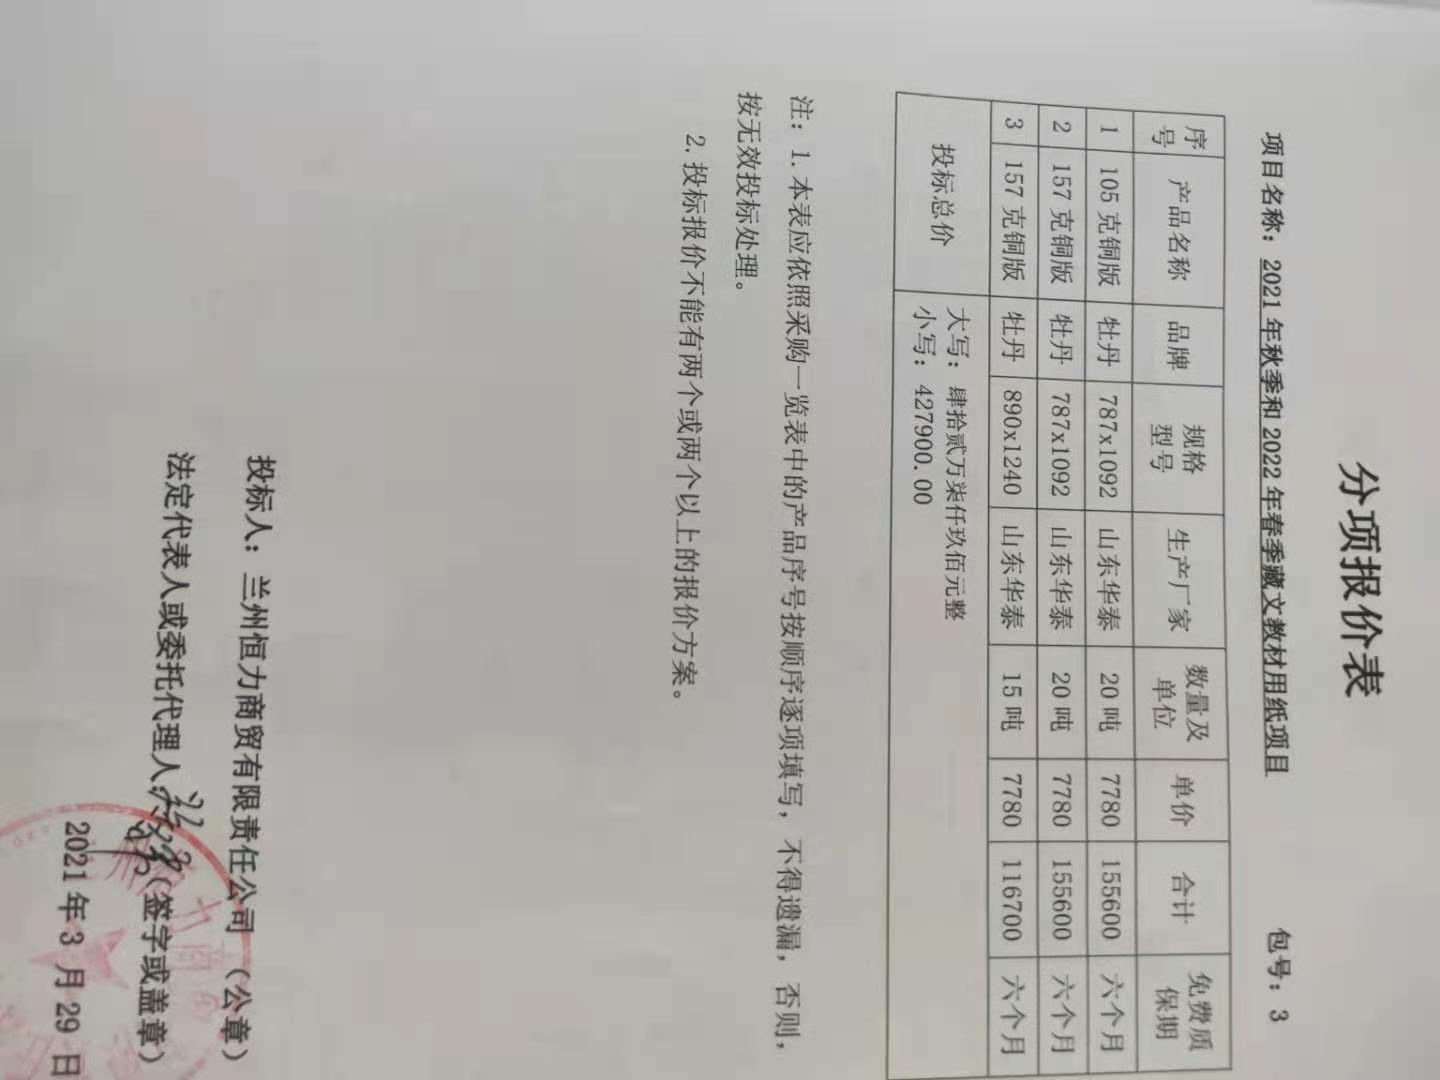 分项报价表
项目名称：2021年秋季和2022年春季藏文教材用纸项目 包号：3
序号 产品名称 品牌 规格型号 生产厂家 数量及单位 单价 合计 免费质保期
1 105克铜版 牡丹 787x1092 山东华泰 20吨 7780 155600 六个月
2 157克铜版 牡丹 787x1092 山东华泰 20吨 7780 155600 六个月
3 157克铜版 牡丹 890x1240 山东华泰 15吨 7780 116700 六个月
投标总价 大写：肆拾贰万柒仟玖佰元整
小写：427900.00
注：1.本表应依照采购一览表中的产品序号按顺序逐项填写，不得遗漏，否则，
按无效投标处理。
2.投标报价不能有两个或两个以上的报价方案。
投标人：兰州恒力商贸有限责任公司（公章）
法定代表人或委托代理人（签字或盖章）
2021年3月29日